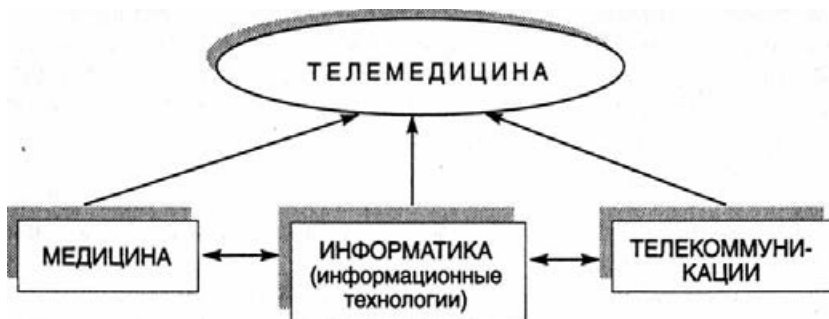 ТЕЛЕМЕДИЦИНА
МЕДИЦИНА
ИНФОРМАТИКА
(информационные
технологии)
ТЕЛЕКОММУНИ-
КАЦИИ